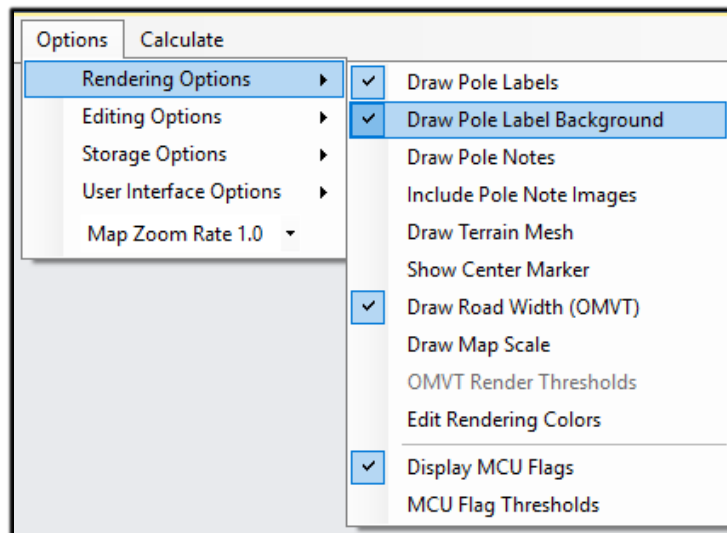 Options Calculate
Rendering Options
Editing Options
Storage Options
User Interface Options
Map Zoom Rate 1.0
Draw Pole Labels
Draw Pole Label Background
Draw Pole Notes
Include Pole Note Images
Draw Terrain Mesh
Show Center Marker
Draw Road Width (OMVT)
Draw Map Scale
OMVT Render Thresholds
Edit Rendering Colors
Display MCU Flags
MCU Flag Thresholds